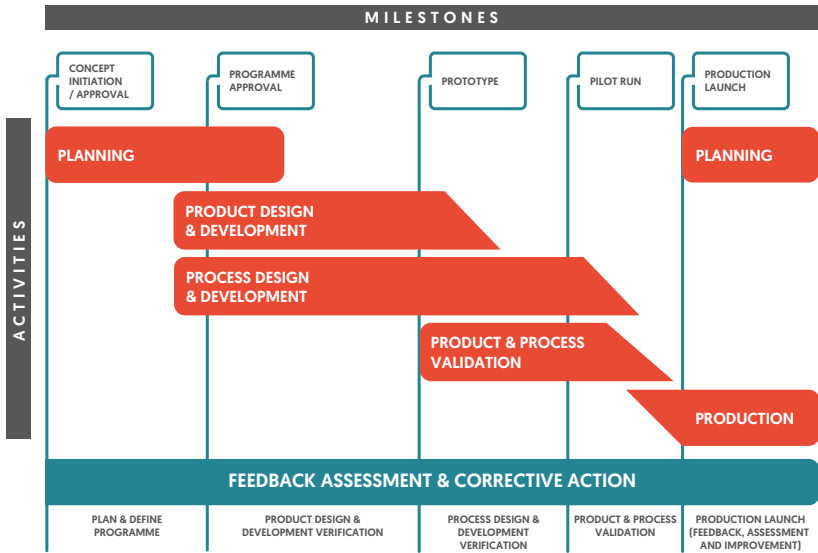 MILESTONES
CONCEPT
INITIATION
/ APPROVAL
PROGRAMME
APPROVAL
PROTOTYPE
PILOT RUN
PRODUCTION
LAUNCH
ACTIVITIES
PLANNING
PLANNING
PRODUCT DESIGN
& DEVELOPMENT
PROCESS DESIGN
& DEVELOPMENT
PRODUCT & PROCESS
VALIDATION
PRODUCTION
FEEDBACK ASSESSMENT & CORRECTIVE ACTION
PLAN & DEFINE
PROGRAMME
PRODUCT DESIGN &
DEVELOPMENT VERIFICATION
PROCESS DESIGN &
DEVELOPMENT
VERIFICATION
PRODUCT & PROCESS
VALIDATION
PRODUCTION LAUNCH
(FEEDBACK, ASSESSMENT
AND IMPROVEMENT)